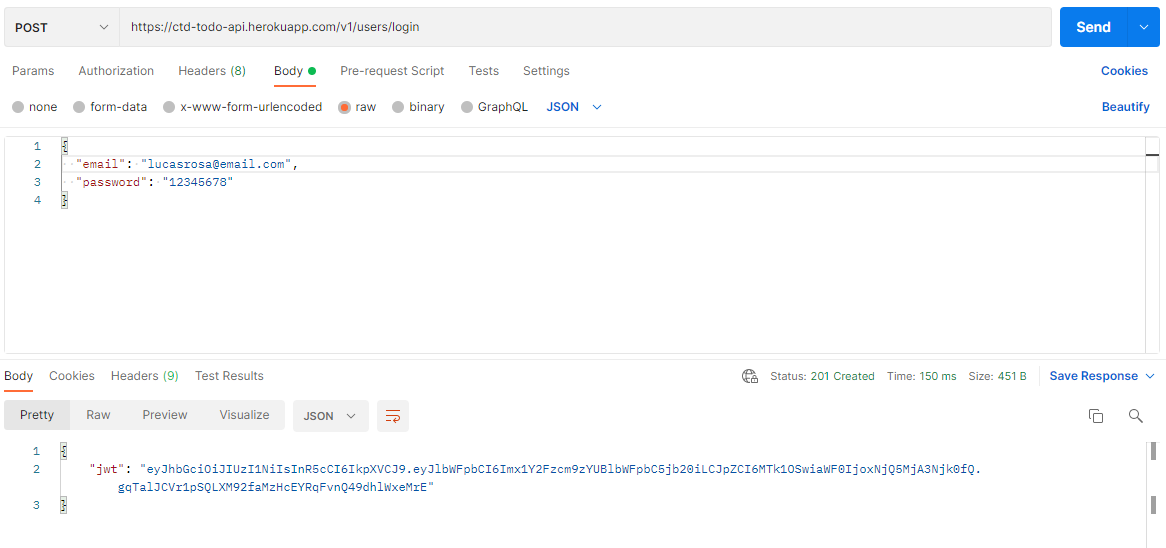 POST https://ctd-todo-api.herokuapp.com/v1/users/login Send
Params Authorization Headers (8) Body Pre-request Script Tests Settings Cookies
none form-data x-www-form-urlencoded raw binary GraphQL JSON Beautify
1 {
2 "email": "lucasrosa@email.com",
3 "password": "12345678"
4 }
Body Cookies Headers (9) Test Results Status: 201 Created Time: 150 ms Size: 451 B Save Response
Pretty Raw Preview Visualize JSON
1 {
2 "jwt": "eyJhbGciOiJIUzI1NiIsInR5cCI6IkpXVCJ9.eyJlbWFpbCI6Imx1Y2Fzcm9zYUBlbWFpbC5jb20iLCJpZCI6MTk1OSwiaWF0IjoxNjQ5MjA3Njk0fQ.
gqTalJCVr1pSQLXM92faMzHcEYRqFvnQ49dhlWxeMrE"
3 }